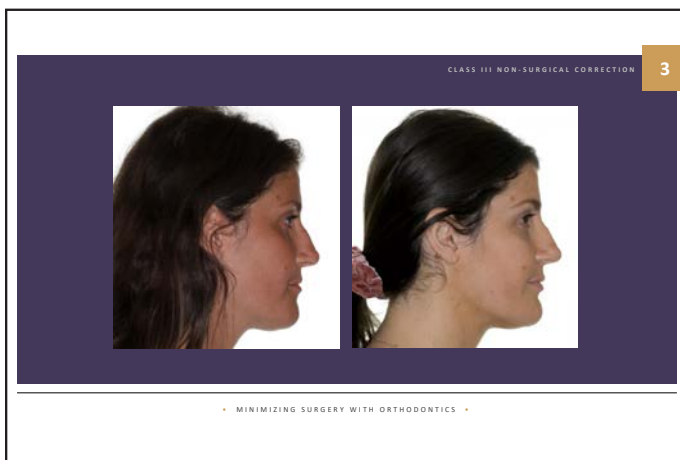 CLASS III NON-SURGICAL CORRECTION 3
• MINIMIZING SURGERY WITH ORTHODONTICS •